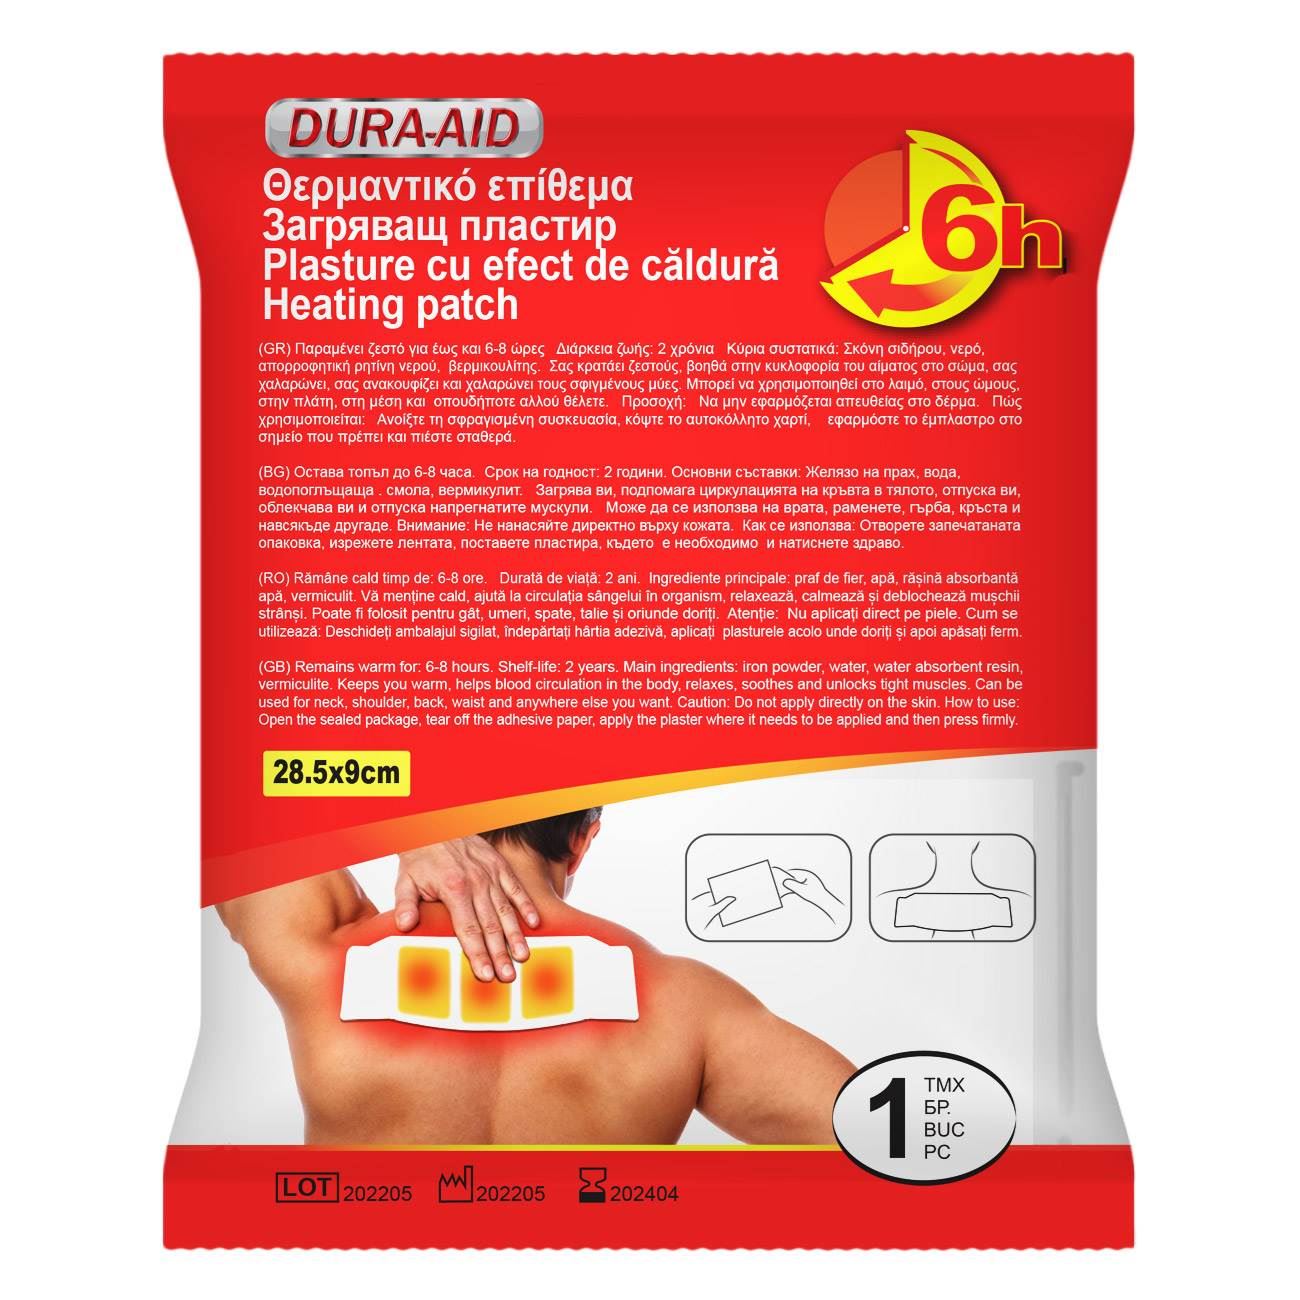 DURA-AID
Θερμαντικό επίθεμα
Загряващ пластир
Plasture cu efect de căldură
Heating patch
6h
(GR) Παραμένει ζεστό για έως και 6-8 ώρες Διάρκεια ζωής: 2 χρόνια Κύρια συστατικά: Σκόνη σιδήρου, νερό,
απορροφητική ρητίνη νερού, βερμικουλίτης. Σας κρατάει ζεστούς, βοηθά στην κυκλοφορία του αίματος στο σώμα, σας
χαλαρώνει, σας ανακουφίζει και χαλαρώνει τους σφιγμένους μύες. Μπορεί να χρησιμοποιηθεί στο λαιμό, στους ώμους,
στην πλάτη, στη μέση και οπουδήποτε αλλού θέλετε. Προσοχή: Να μην εφαρμόζεται απευθείας στο δέρμα. Πώς
χρησιμοποιείται: Ανοίξτε τη σφραγισμένη συσκευασία, κόψτε το αυτοκόλλητο χαρτί, εφαρμόστε το έμπλαστρο στο
σημείο που πρέπει και πιέστε σταθερά.
(BG) Остава топъл до 6-8 часа. Срок на годност: 2 години. Основни съставки: Желязо на прах, вода,
водопоглъщаща . смола, вермикулит. Загрява ви, подпомага циркулацията на кръвта в тялото, отпуска ви,
облекчава ви и отпуска напрегнатите мускули. Може да се използва на врата, раменете, гърба, кръста и
навсякъде другаде. Внимание: Не нанасяйте директно върху кожата. Как се използва: Отворете запечатаната
опаковка, изрежете лентата, поставете пластира, където е необходимо и натиснете здраво.
(RO) Rămâne cald timp de: 6-8 ore. Durată de viață: 2 ani. Ingrediente principale: praf de fier, apă, rășină absorbantă
apă, vermiculit. Vă menține cald, ajută la circulația sângelui în organism, relaxează, calmează și deblochează mușchii
strânși. Poate fi folosit pentru gât, umeri, spate, talie și oriunde doriți. Atenție: Nu aplicați direct pe piele. Cum se
utilizează: Deschideți ambalajul sigilat, îndepărtați hârtia adezivă, aplicați plasturele acolo unde doriți și apoi apăsați ferm.
(GB) Remains warm for: 6-8 hours. Shelf-life: 2 years. Main ingredients: iron powder, water, water absorbent resin,
vermiculite. Keeps you warm, helps blood circulation in the body, relaxes, soothes and unlocks tight muscles. Can be
used for neck, shoulder, back, waist and anywhere else you want. Caution: Do not apply directly on the skin. How to use:
Open the sealed package, tear off the adhesive paper, apply the plaster where it needs to be applied and then press firmly.
28.5x9cm
1
ΤΜΧ
БР.
BUC
PC
LOT 202205 202205 202404